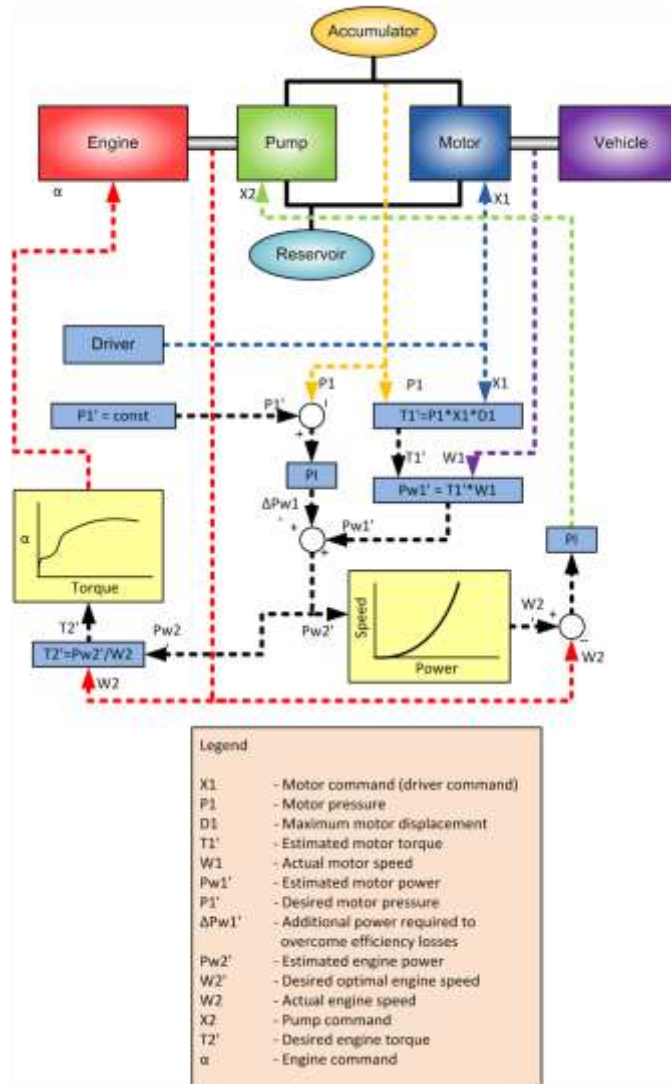 Accumulator
Engine
Pump
Motor
Vehicle
α
X2
X1
Reservoir
Driver
P1
P1
X1
P1' = const
P1'
+
T1'=P1*X1*D1
T1'
W1
PI
Pw1' = T1'*W1
ΔPw1
Pw1'
-
+
+
PI
α
Torque
T2'
Pw2
Pw2'
Speed
Power
W2
+
−
W2
T2'=Pw2'/W2
W2
Legend
X1 - Motor command (driver command)
P1 - Motor pressure
D1 - Maximum motor displacement
T1' - Estimated motor torque
W1 - Actual motor speed
Pw1' - Estimated motor power
P1' - Desired motor pressure
ΔPw1' - Additional power required to
overcome efficiency losses
Pw2' - Estimated engine power
W2' - Desired optimal engine speed
W2 - Actual engine speed
X2 - Pump command
T2' - Desired engine torque
α - Engine command